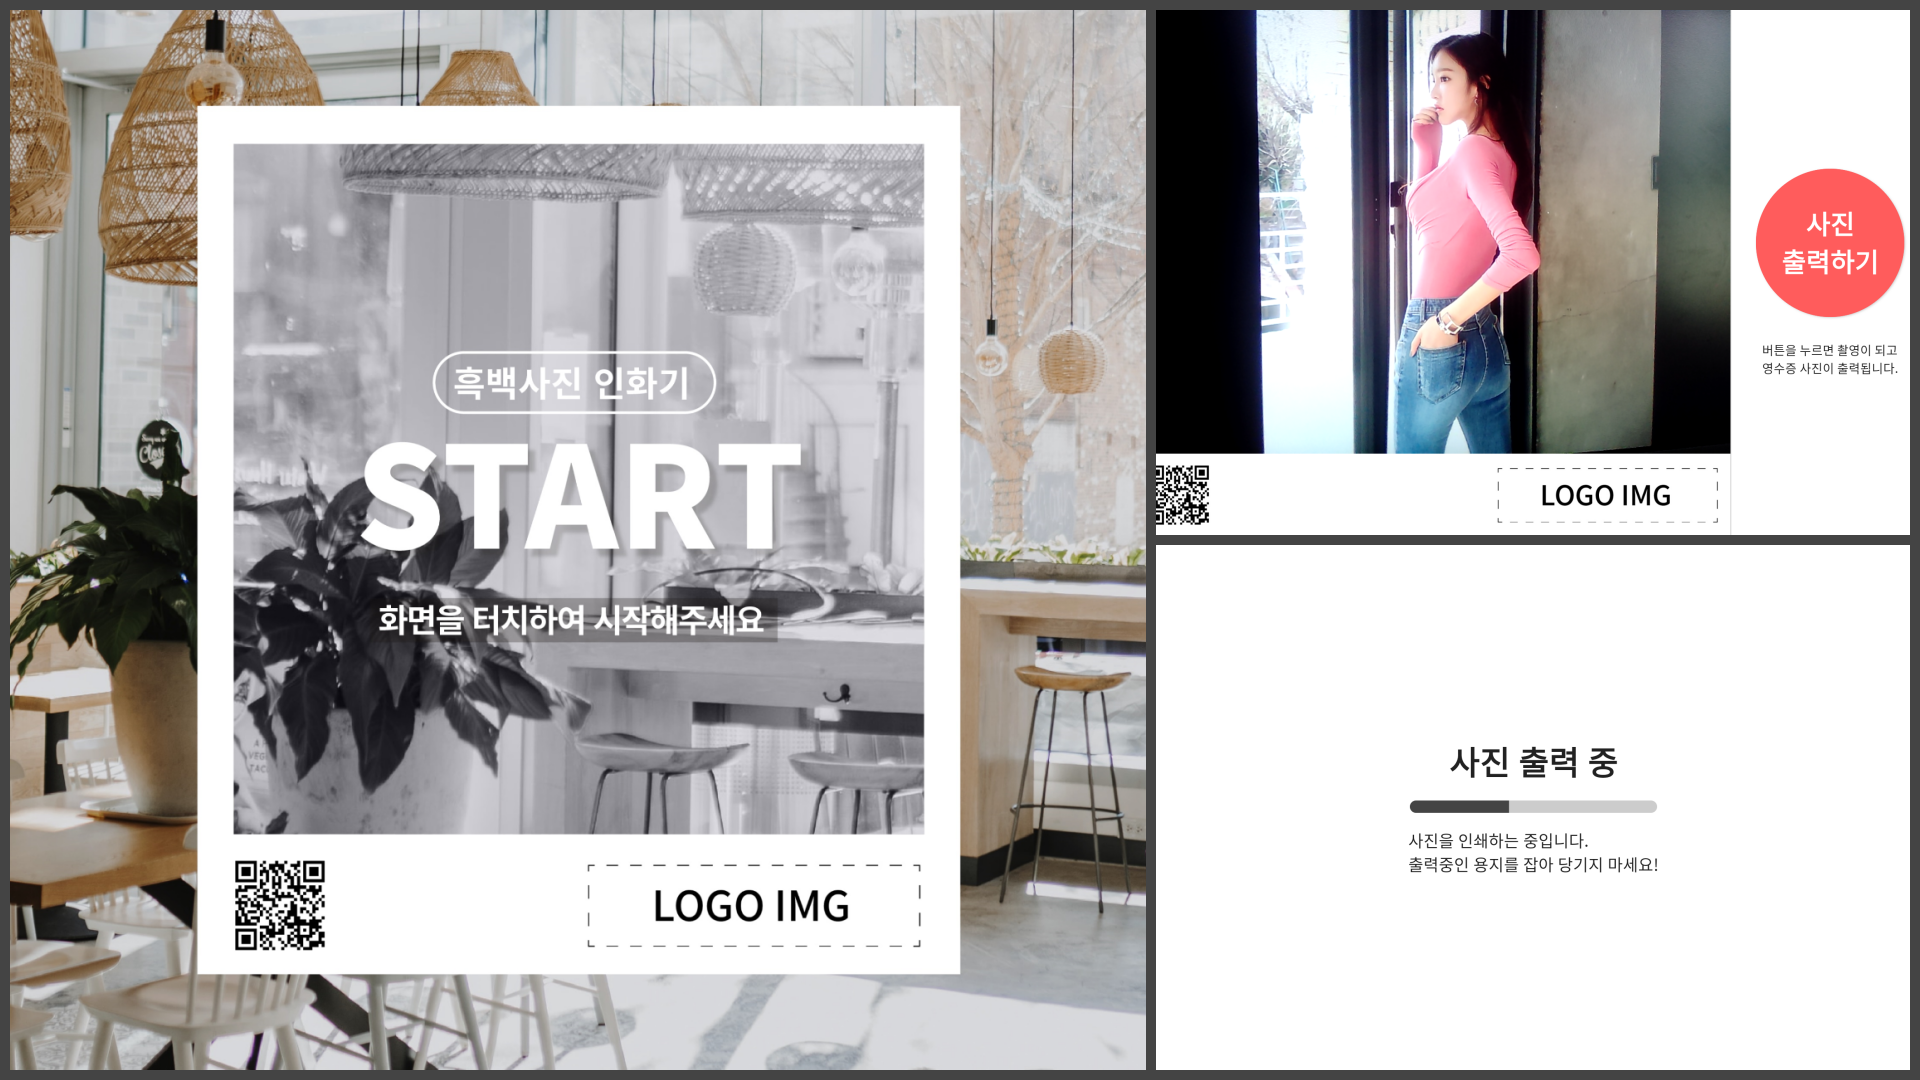 흑백사진 인화기
START
화면을 터치하여 시작해주세요
LOGO IMG
사진
출력하기
버튼을 누르면 촬영이 되고
영수증 사진이 출력됩니다.
LOGO IMG
사진 출력 중
사진을 인쇄하는 중입니다.
출력중인 용지를 잡아 당기지 마세요!